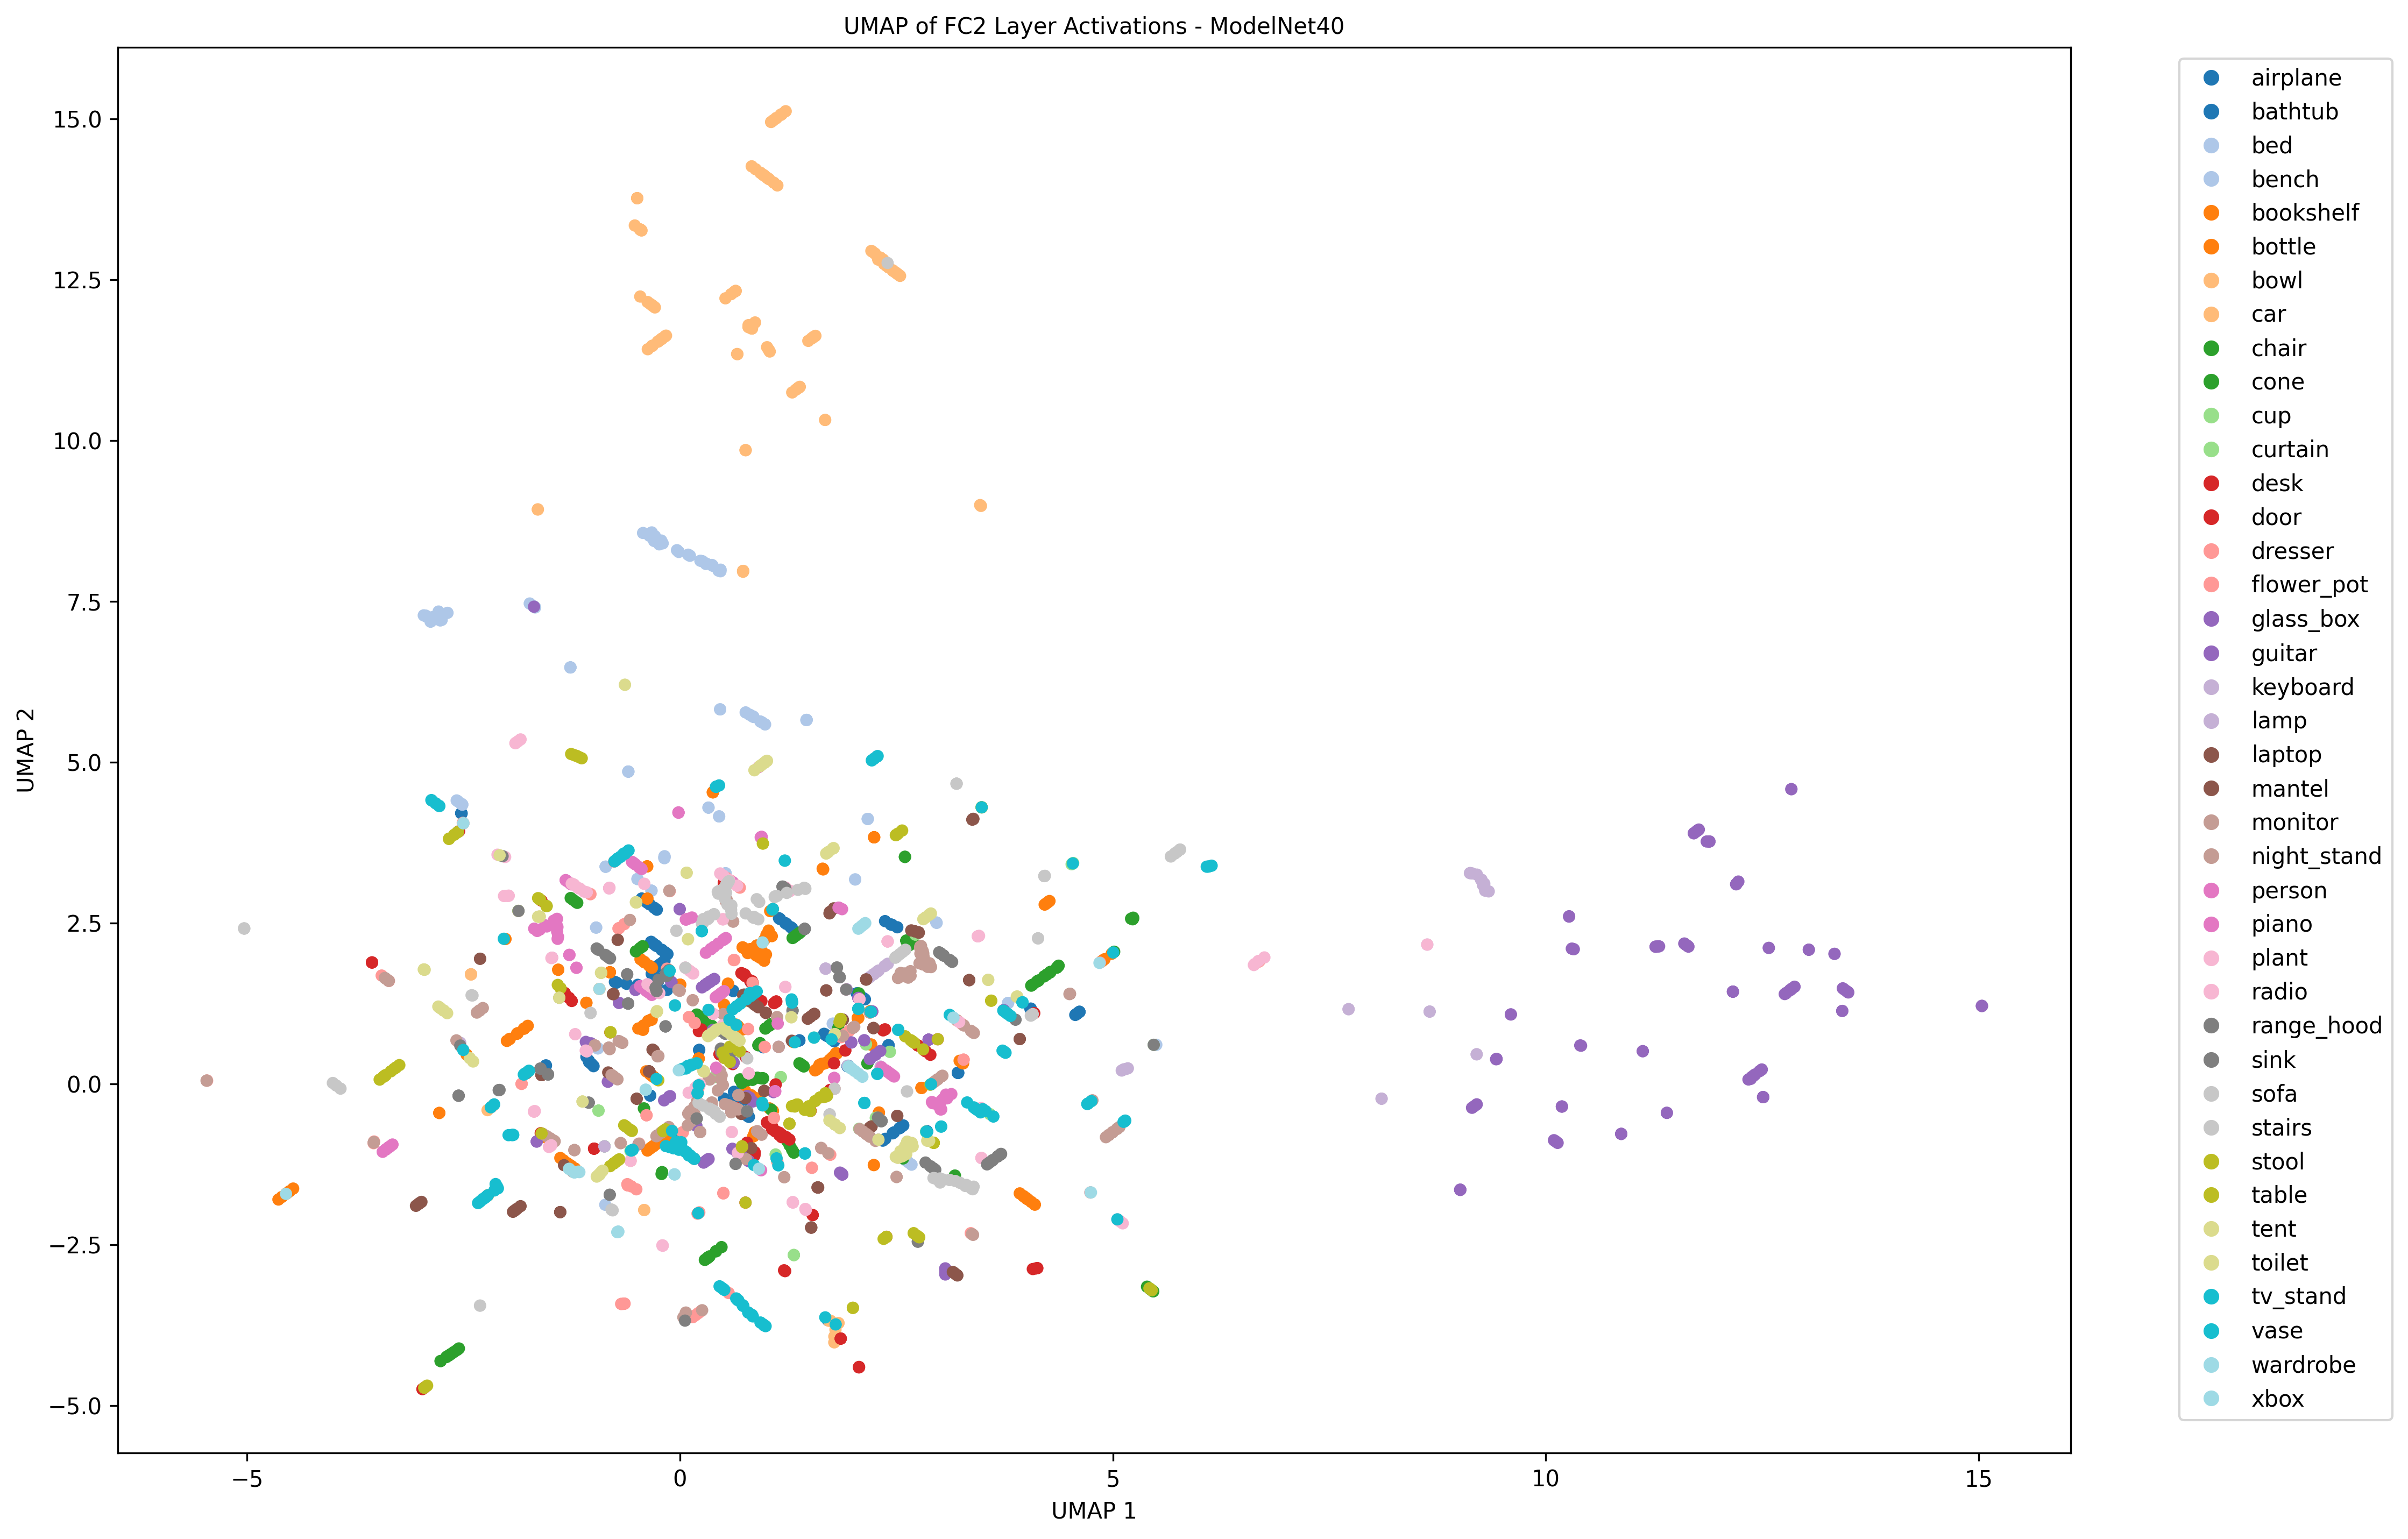 UMAP of FC2 Layer Activations - ModelNet40
15.0
12.5
10.0
7.5
5.0
2.5
0.0
−2.5
−5.0
UMAP 2
−5
0
5
10
15
UMAP 1
airplane
bathtub
bed
bench
bookshelf
bottle
bowl
car
chair
cone
cup
curtain
desk
door
dresser
flower_pot
glass_box
guitar
keyboard
lamp
laptop
mantel
monitor
night_stand
person
piano
plant
radio
range_hood
sink
sofa
stairs
stool
table
tent
toilet
tv_stand
vase
wardrobe
xbox